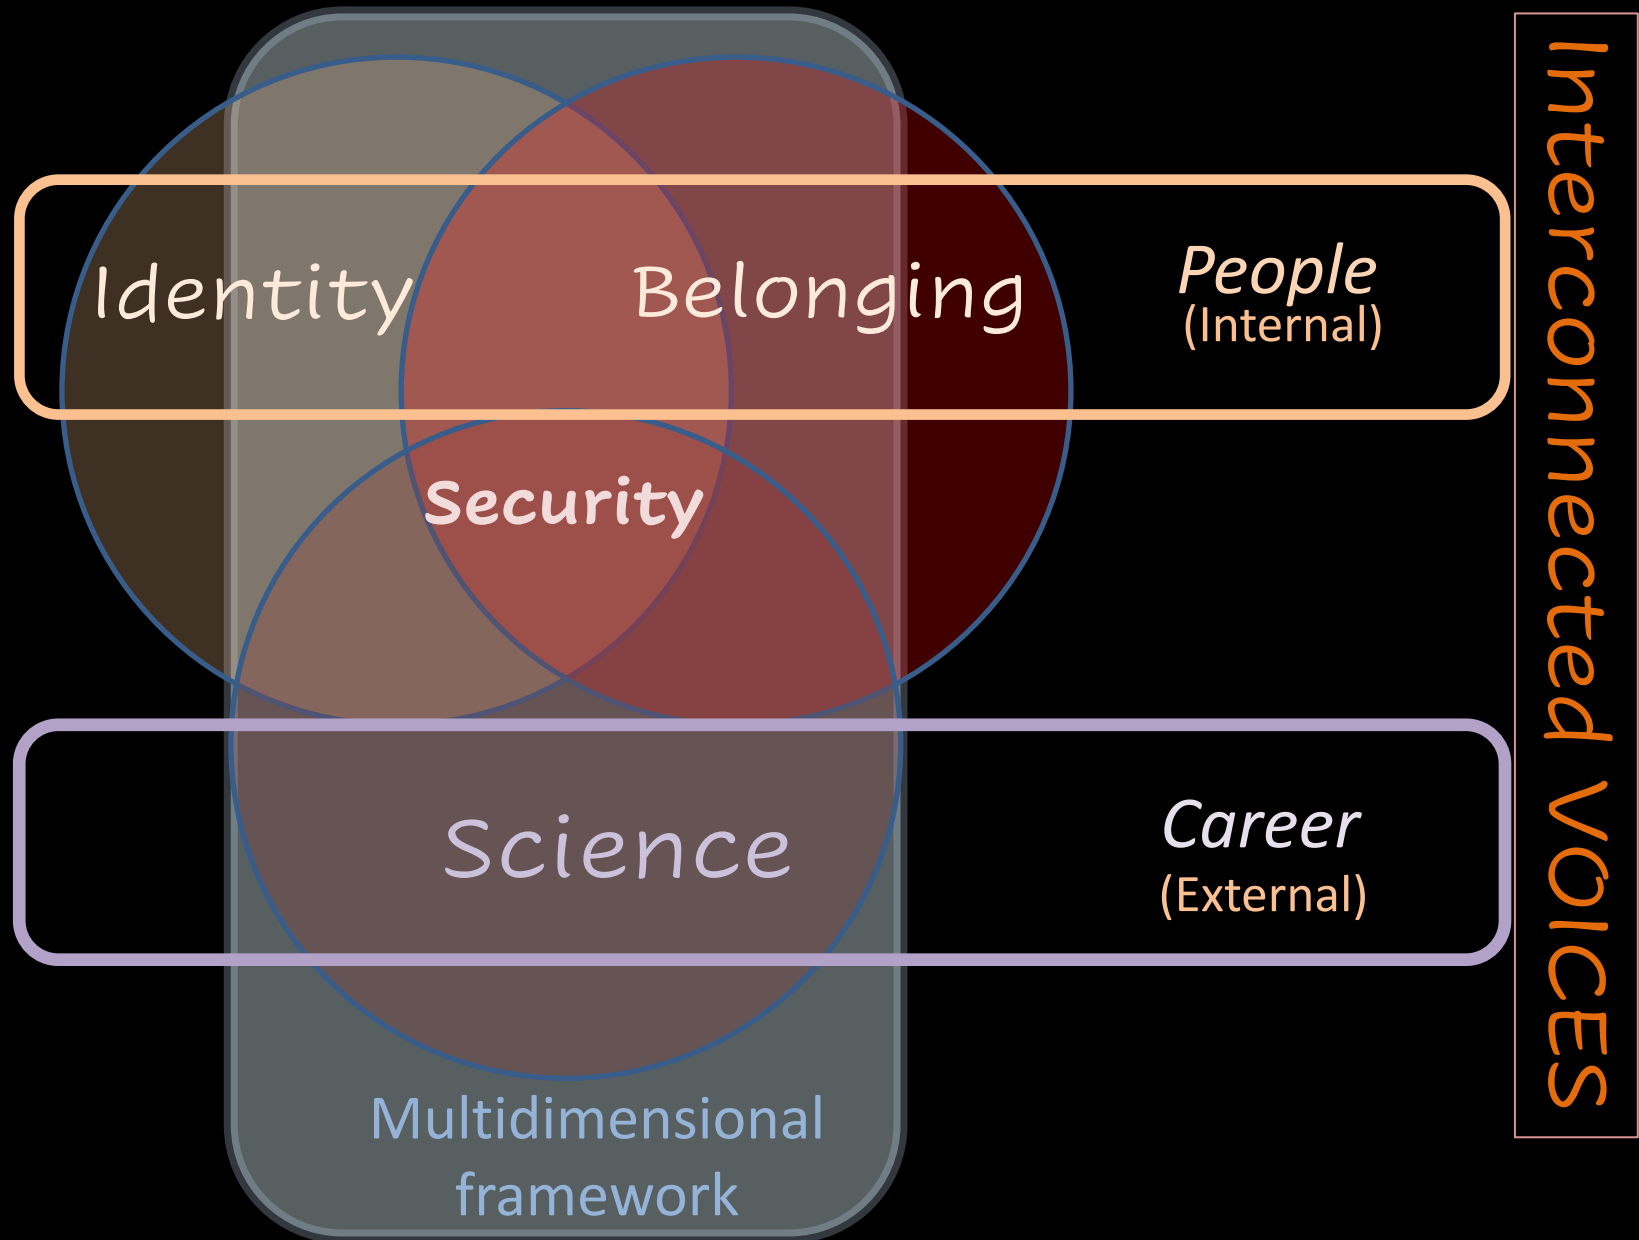 Identity
Belonging
People
(Internal)
Security
Science
Career
(External)
Multidimensional
framework
Interconnected VOICES